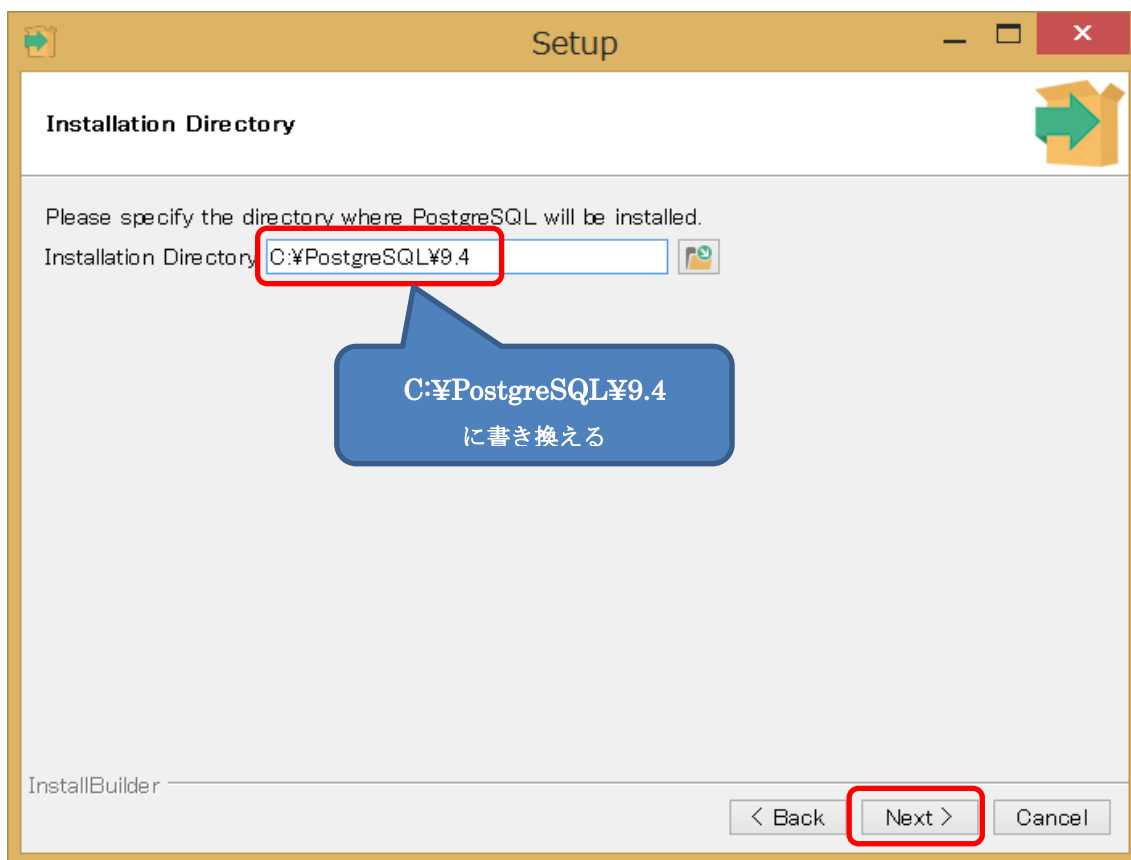 Setup
Installation Directory
Please specify the directory where PostgreSQL will be installed.
Installation Directory C:¥PostgreSQL¥9.4
C:¥PostgreSQL¥9.4
に書き換える
InstallBuilder
< Back Next > Cancel